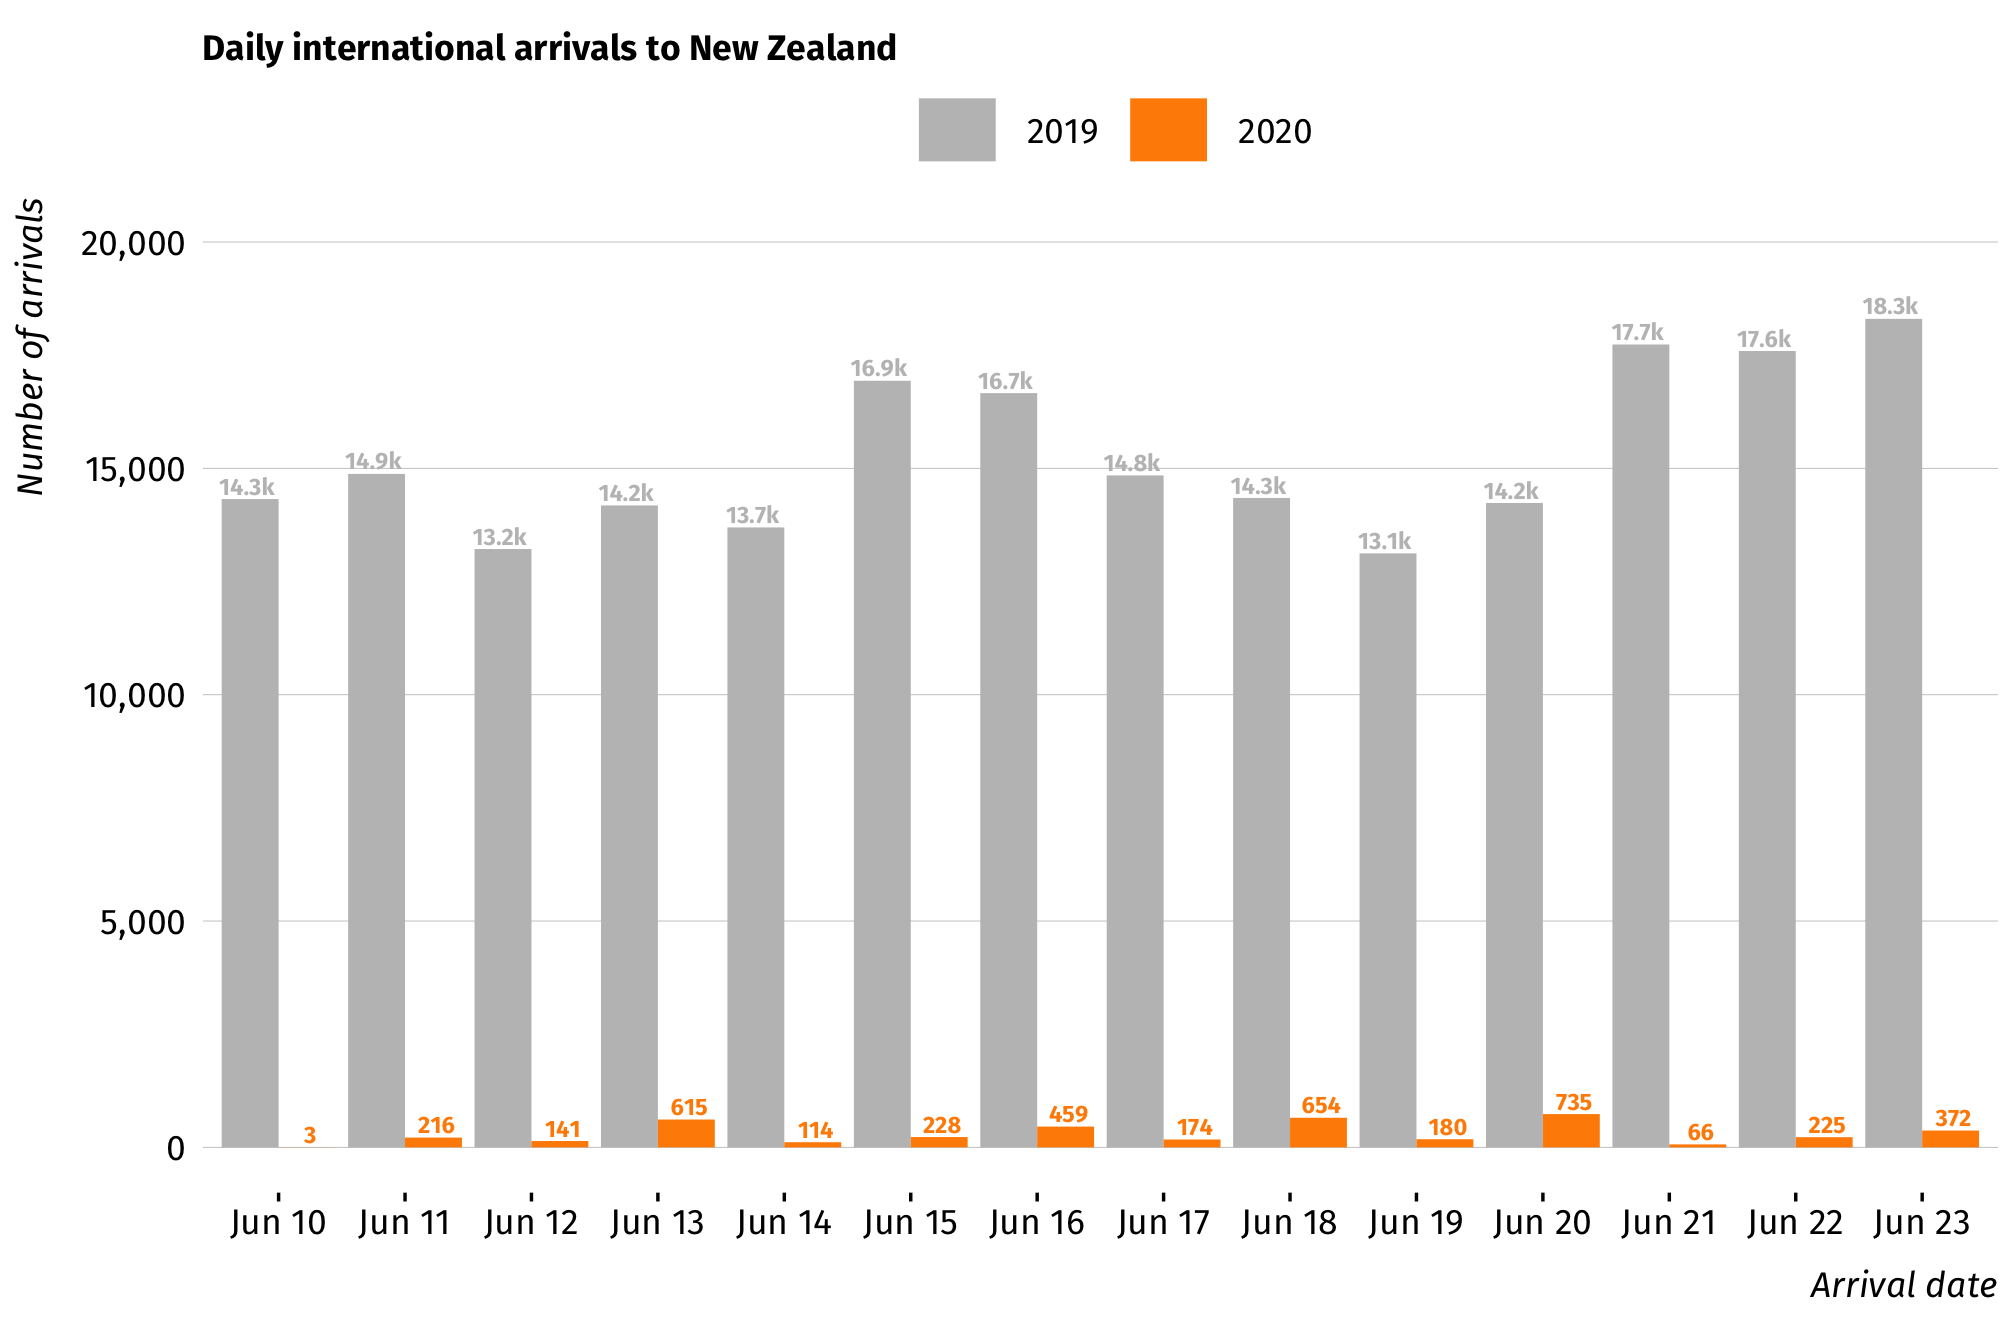 Daily international arrivals to New Zealand
2019 2020
Number of arrivals
20,000
15,000
10,000
5,000
0
14.3k 14.9k 13.2k 14.2k 13.7k 16.9k 16.7k 14.8k 14.3k 13.1k 14.2k 17.7k 17.6k 18.3k
3 216 141 615 114 228 459 174 654 180 735 66 225 372
Jun 10 Jun 11 Jun 12 Jun 13 Jun 14 Jun 15 Jun 16 Jun 17 Jun 18 Jun 19 Jun 20 Jun 21 Jun 22 Jun 23
Arrival date